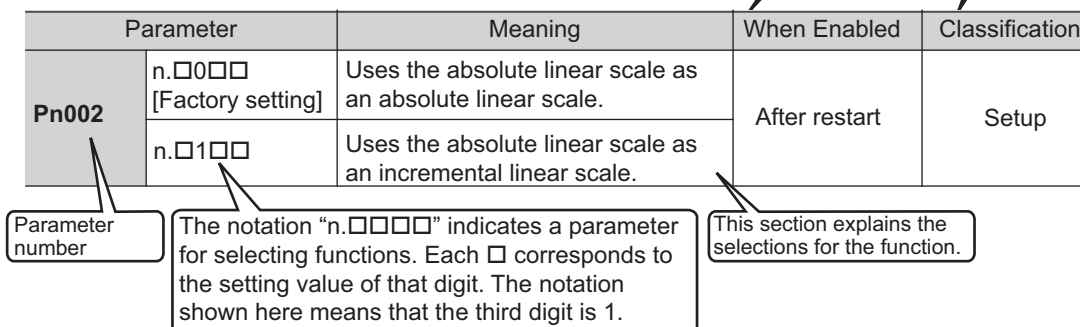 Parameter Meaning When Enabled Classification
Pn002
n.□0□□
[Factory setting]
Uses the absolute linear scale as
an absolute linear scale.
n.□1□□
Uses the absolute linear scale as
an incremental linear scale.
After restart
Setup
Parameter
number
The notation “n.□□□□” indicates a parameter
for selecting functions. Each □ corresponds to
the setting value of that digit. The notation
shown here means that the third digit is 1.
This section explains the
selections for the function.